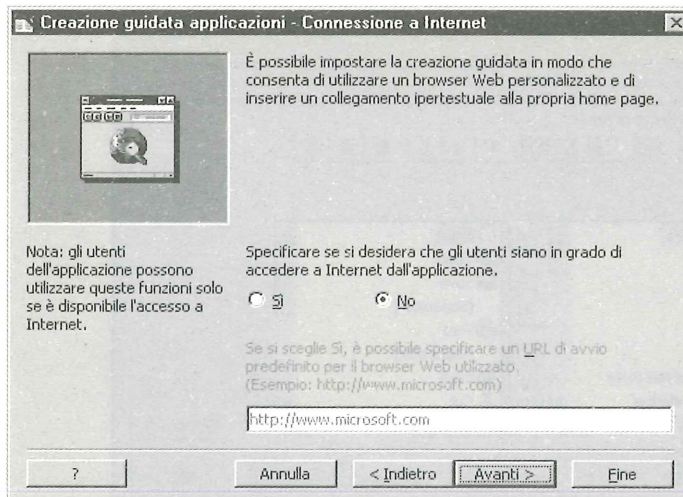 Creazione guidata applicazioni - Connessione a Internet
È possibile impostare la creazione guidata in modo che
consenta di utilizzare un browser Web personalizzato e di
inserire un collegamento ipertestuale alla propria home page.
Nota: gli utenti
dell'applicazione possono
utilizzare queste funzioni solo
se è disponibile l'accesso a
Internet.
Specificare se si desidera che gli utenti siano in grado di
accedere a Internet dall'applicazione.
Sì
No
Se si sceglie Sì, è possibile specificare un URL di avvio
predefinito per il browser Web utilizzato.
(Esempio: http://www.microsoft.com)
http://www.microsoft.com
?
Annulla
< Indietro
Avanti >
Fine